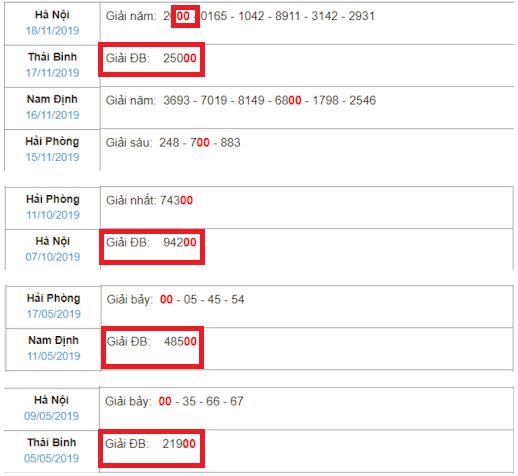 Hà Nội
18/11/2019
Giải năm: 2000 - 0165 - 1042 - 8911 - 3142 - 2931
Thái Bình
17/11/2019
Giải ĐB: 25000
Nam Định
16/11/2019
Giải năm: 3693 - 7019 - 8149 - 6800 - 1798 - 2546
Hải Phòng
15/11/2019
Giải sáu: 248 - 700 - 883
Hải Phòng
11/10/2019
Giải nhất: 74300
Hà Nội
07/10/2019
Giải ĐB: 94200
Hải Phòng
17/05/2019
Giải bảy: 00 - 05 - 45 - 54
Nam Định
11/05/2019
Giải ĐB: 48500
Hà Nội
09/05/2019
Giải bảy: 00 - 35 - 66 - 67
Thái Bình
05/05/2019
Giải ĐB: 21900